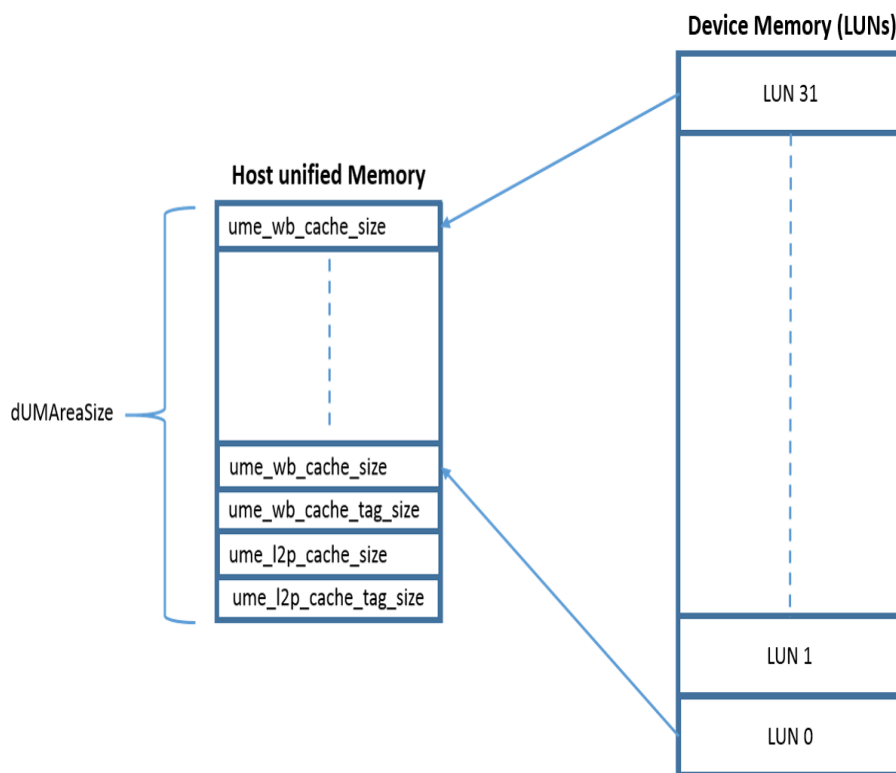 Device Memory (LUNs)
LUN 31
Host unified Memory
ume_wb_cache_size
dUMAreaSize
ume_wb_cache_size
ume_wb_cache_tag_size
ume_l2p_cache_size
ume_l2p_cache_tag_size
LUN 1
LUN 0